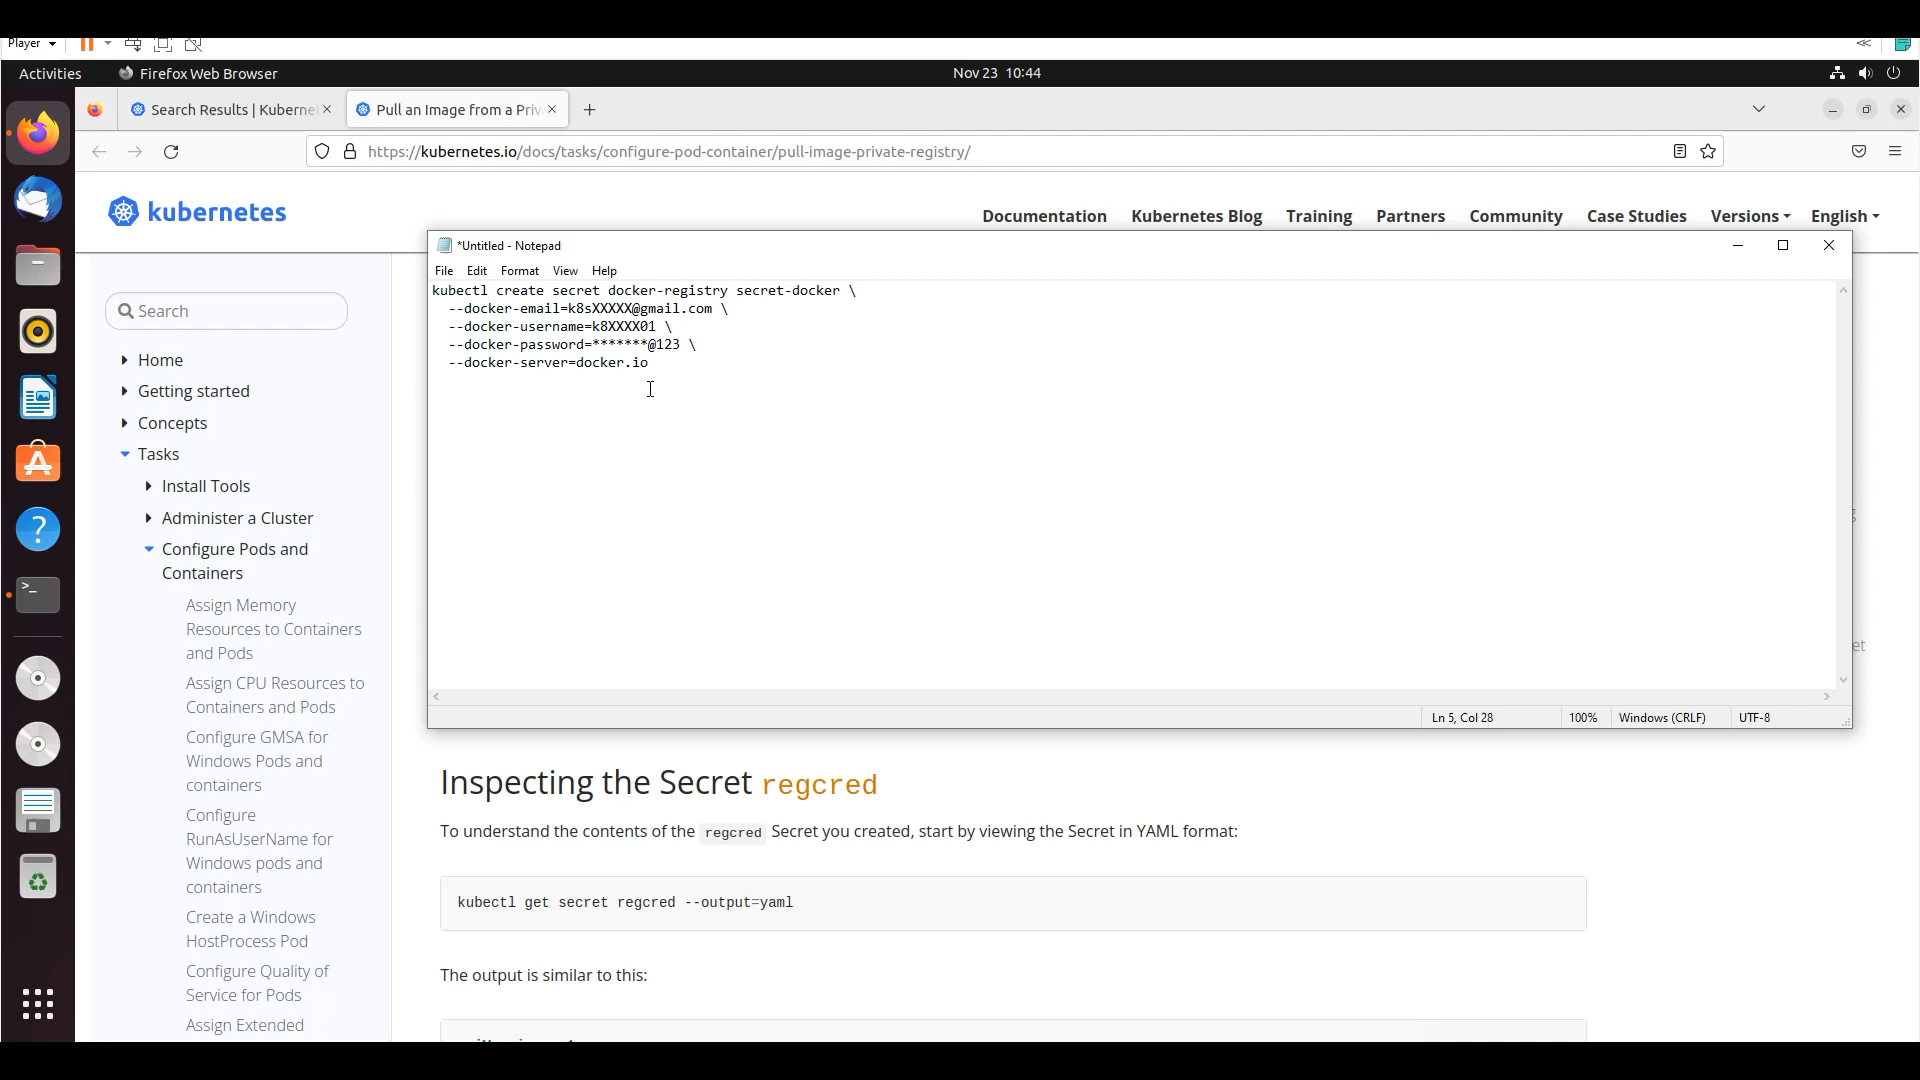 Player
Activities
Firefox Web Browser
Nov 23 10:44
Search Results | Kuberne
Pull an Image from a Priv
https://kubernetes.io/docs/tasks/configure-pod-container/pull-image-private-registry/
kubernetes
Documentation
Kubernetes Blog
Training
Partners
Community
Case Studies
Versions
English
*Untitled - Notepad
File
Edit
Format
View
Help
kubectl create secret docker-registry secret-docker \
--docker-email=k8sXXXXX@gmail.com \
--docker-username=k8XXXX01 \
--docker-password=*******@123 \
--docker-server=docker.io
Ln 5, Col 28
100%
Windows (CRLF)
UTF-8
Search
Home
Getting started
Concepts
Tasks
Install Tools
Administer a Cluster
Configure Pods and
Containers
Assign Memory
Resources to Containers
and Pods
Assign CPU Resources to
Containers and Pods
Configure GMSA for
Windows Pods and
containers
Configure
RunAsUserName for
Windows pods and
containers
Create a Windows
HostProcess Pod
Configure Quality of
Service for Pods
Assign Extended
Inspecting the Secret regcred
To understand the contents of the regcred Secret you created, start by viewing the Secret in YAML format:
kubectl get secret regcred --output=yaml
The output is similar to this: